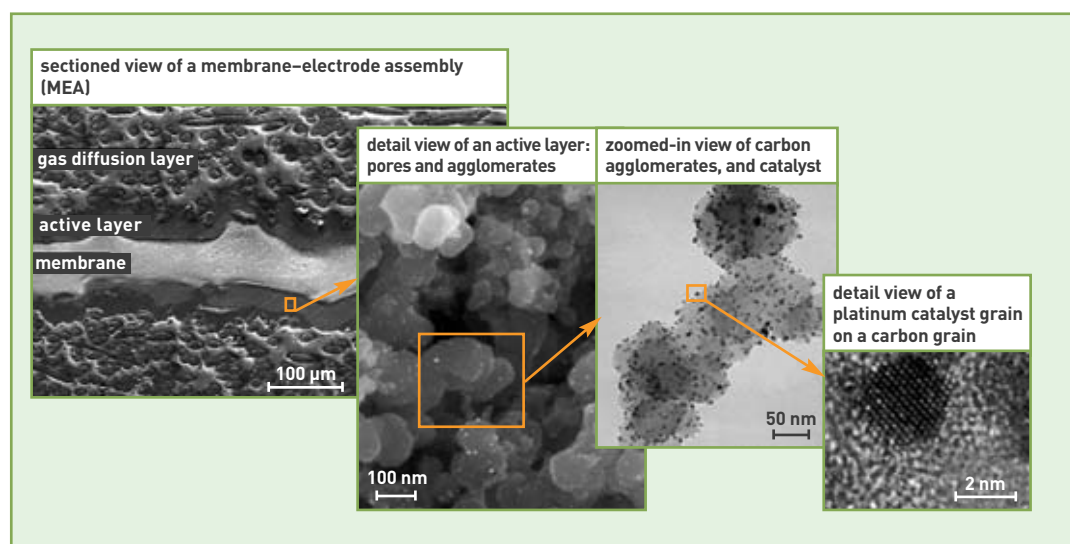 sectioned view of a membrane–electrode assembly
(MEA)
gas diffusion layer
active layer
membrane
100 µm
detail view of an active layer:
pores and agglomerates
100 nm
zoomed-in view of carbon
agglomerates, and catalyst
50 nm
detail view of a
platinum catalyst grain
on a carbon grain
2 nm